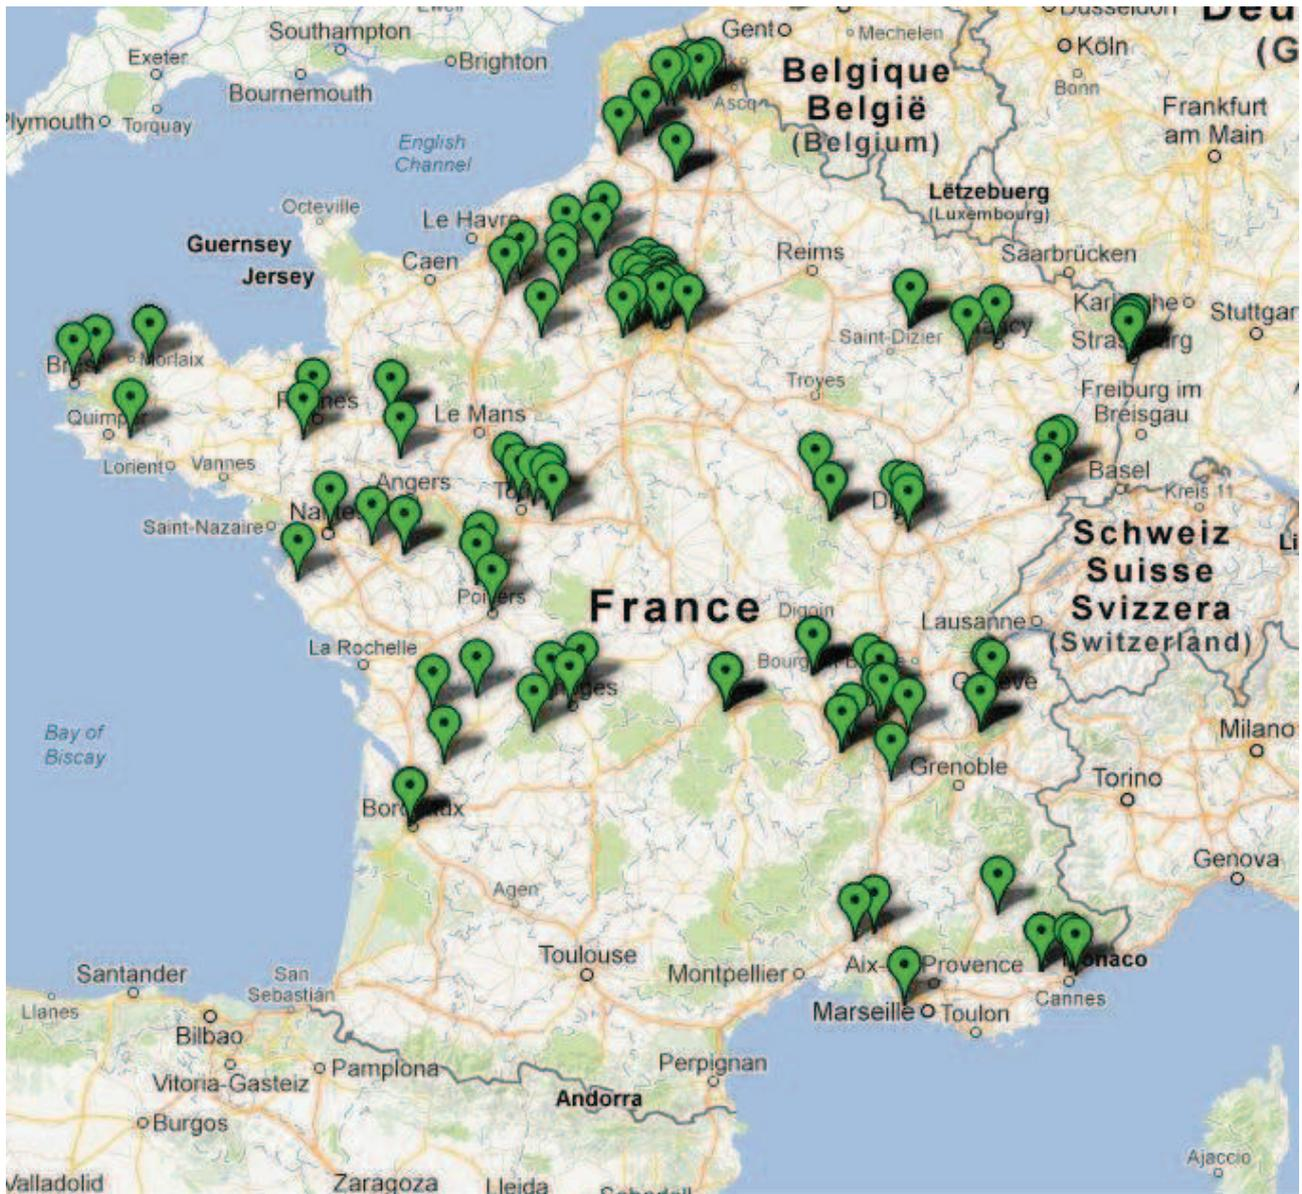 Southampton
Exeter
Brighton
Bournemouth
Plymouth
Torquay
English
Channel
Gent
Mechelen
Düsseldorf
Köln
Bonn
Belgique
België
(Belgium)
Ascq
Frankfurt
am Main
Lëtzebuerg
(Luxembourg)
Octeville
Le Havre
Guernsey
Jersey
Caen
Reims
Saarbrücken
Stuttgar
Saint-Dizier
Morlaix
Troyes
Freiburg im
Breisgau
Quimper
Le Mans
Lorient
Vannes
Angers
Basel
Kreis 11
Saint-Nazaire
Schweiz
Suisse
Svizzera
(Switzerland)
Li
France
Digoin
Lausanne
La Rochelle
Bay of
Biscay
Milano
Grenoble
Torino
Genova
Agen
Toulouse
Montpellier
Provence
Santander
San
Sebastián
Llanes
Cannes
Marseille
Toulon
Bilbao
Pamplona
Perpignan
Vitoria-Gasteiz
Andorra
Burgos
Ajaccio
Valladolid
Zaragoza
Lleida